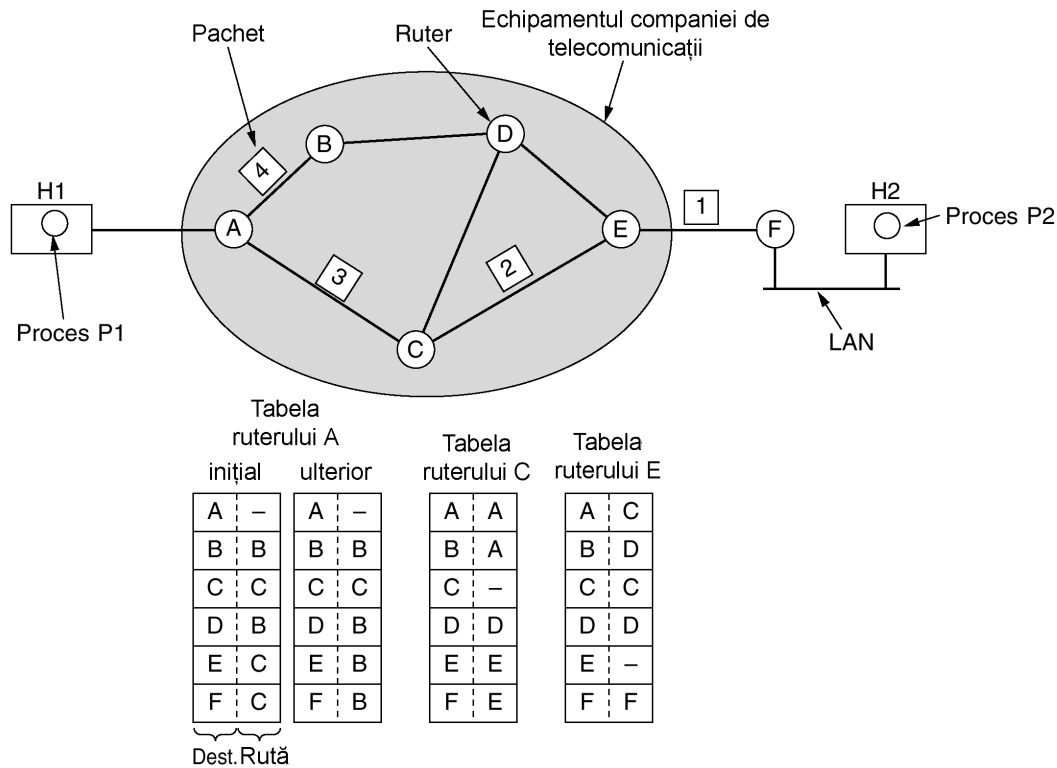 Echipamentul companiei de
telecomunicații
Pachet
Ruter
B
D
4
H1
1
H2
A
E
F
Proces P2
3
2
Proces P1
C
LAN
Tabela
ruterului A
inițial ulterior
Tabela
ruterului C
Tabela
ruterului E
A – A – A A A C
B B B B B A B D
C C C C C – C C
D B D B D D D D
E C E B E E E –
F C F B F E F F
Dest. Rută